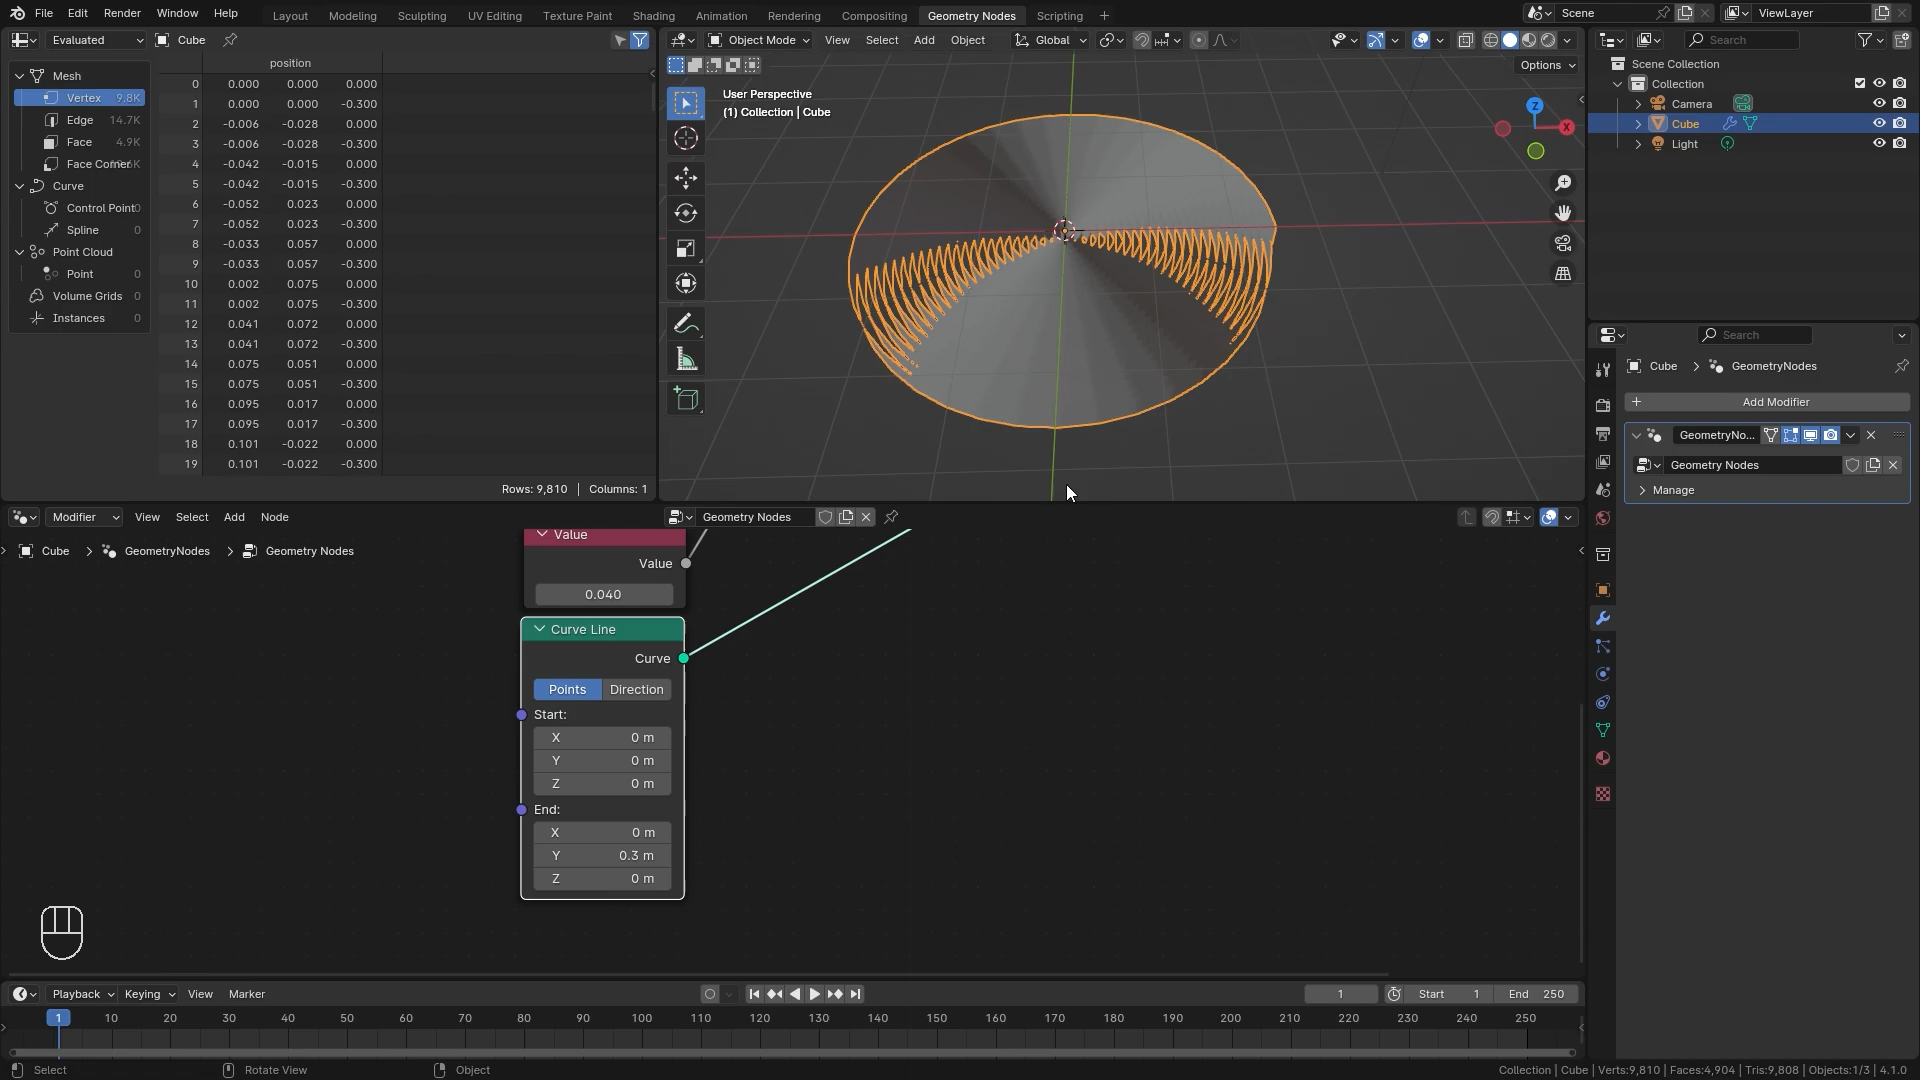 File Edit Render Window Help Layout Modeling Sculpting UV Editing Texture Paint Shading Animation Rendering Compositing Geometry Nodes Scripting + Scene ViewLayer
Evaluated Cube
Object Mode View Select Add Object Global
Search
position
Options
Scene Collection
Mesh
Vertex 9.8K
Edge 14.7K
Face 4.9K
Face Corner
Curve
Control Point 0
Spline 0
Point Cloud
Point 0
Volume Grids 0
Instances 0
0 0.000 0.000 0.000
1 0.000 0.000 -0.300
2 -0.006 -0.028 0.000
3 -0.006 -0.028 -0.300
4 -0.042 -0.015 0.000
5 -0.042 -0.015 -0.300
6 -0.052 0.023 0.000
7 -0.052 0.023 -0.300
8 -0.033 0.057 0.000
9 -0.033 0.057 -0.300
10 0.002 0.075 0.000
11 0.002 0.075 -0.300
12 0.041 0.072 0.000
13 0.041 0.072 -0.300
14 0.075 0.051 0.000
15 0.075 0.051 -0.300
16 0.095 0.017 0.000
17 0.095 0.017 -0.300
18 0.101 -0.022 0.000
19 0.101 -0.022 -0.300
Rows: 9,810 | Columns: 1
User Perspective
(1) Collection | Cube
Z
X
Collection
Camera
Cube
Light
Search
Cube > GeometryNodes
+ Add Modifier
GeometryNo...
Geometry Nodes
Manage
Modifier View Select Add Node Geometry Nodes
Cube > GeometryNodes > Geometry Nodes
Value
Value
0.040
Curve Line
Curve
Points Direction
Start:
X 0 m
Y 0 m
Z 0 m
End:
X 0 m
Y 0.3 m
Z 0 m
Playback Keying View Marker 1 Start 1 End 250
1 10 20 30 40 50 60 70 80 90 100 110 120 130 140 150 160 170 180 190 200 210 220 230 240 250
Select Rotate View Object Collection | Cube | Verts:9,810 | Faces:4,904 | Tris:9,808 | Objects:1/3 | 4.1.0